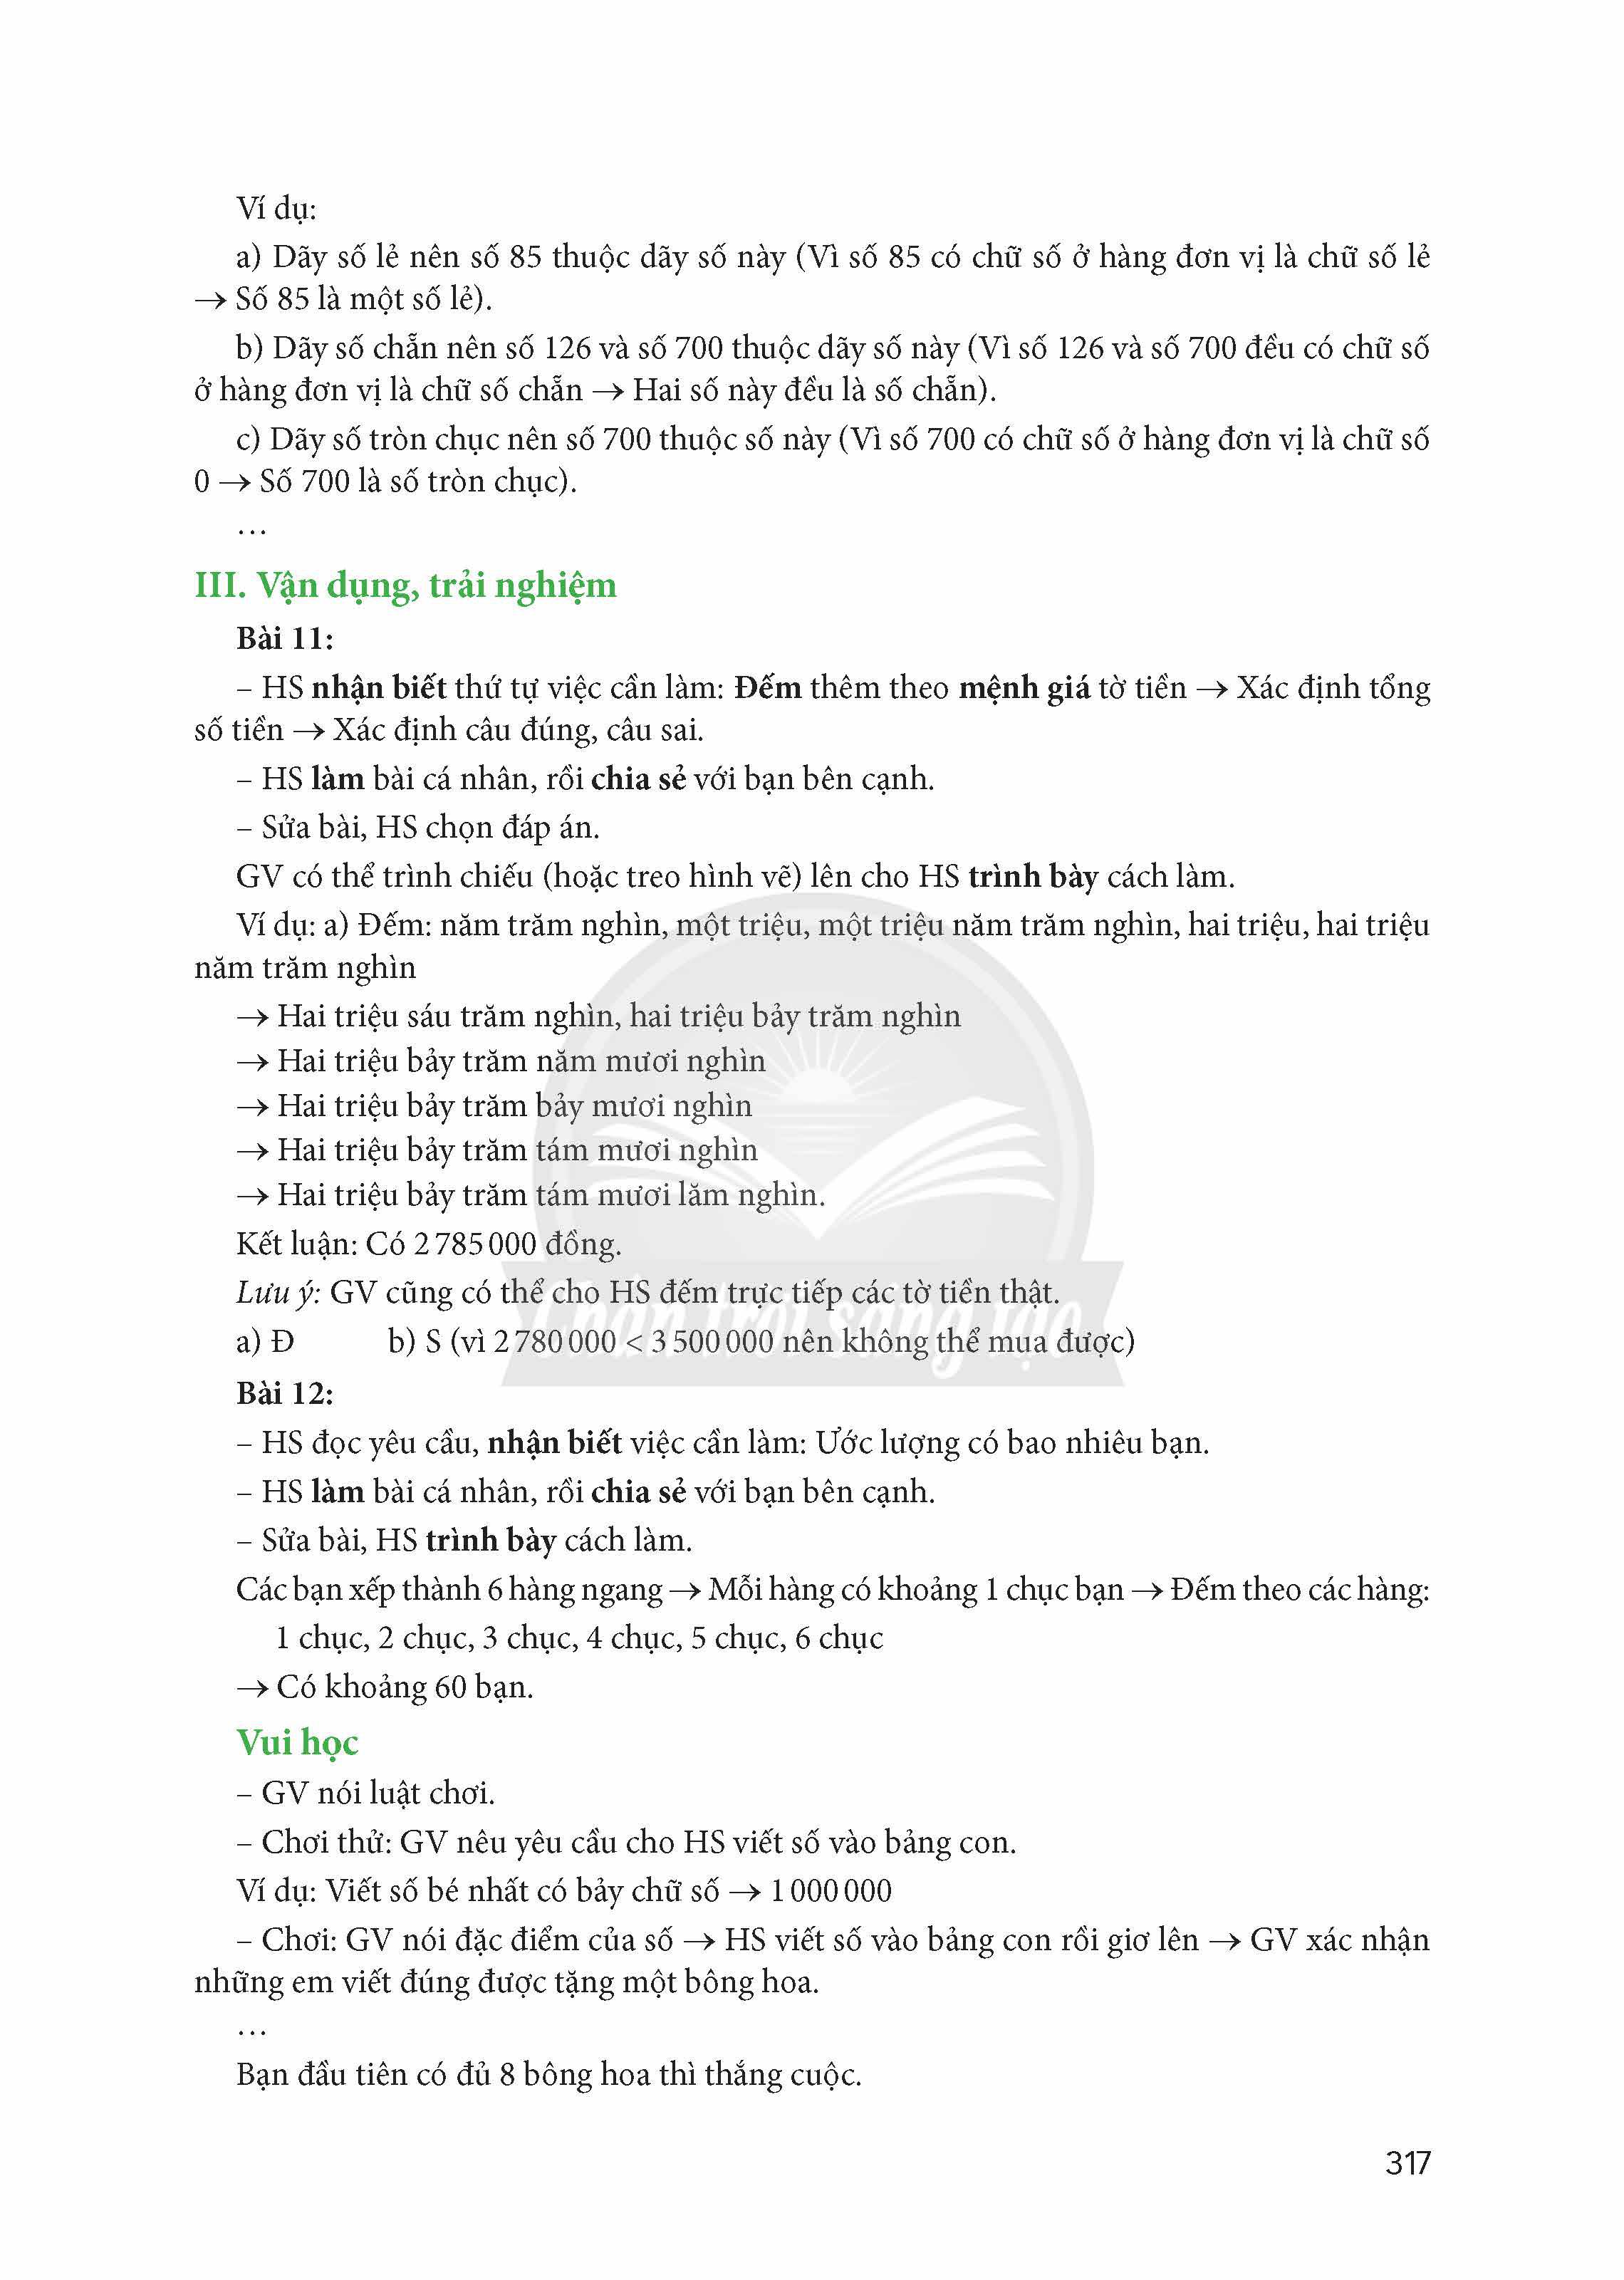 Ví dụ:
a) Dãy số lẻ nên số 85 thuộc dãy số này (Vì số 85 có chữ số ở hàng đơn vị là chữ số lẻ
→ Số 85 là một số lẻ).
b) Dãy số chẵn nên số 126 và số 700 thuộc dãy số này (Vì số 126 và số 700 đều có chữ số
ở hàng đơn vị là chữ số chẵn → Hai số này đều là số chẵn).
c) Dãy số tròn chục nên số 700 thuộc số này (Vì số 700 có chữ số ở hàng đơn vị là chữ số
0 → Số 700 là số tròn chục).
…
III. Vận dụng, trải nghiệm
Bài 11:
– HS nhận biết thứ tự việc cần làm: Đếm thêm theo mệnh giá tờ tiền → Xác định tổng
số tiền → Xác định câu đúng, câu sai.
– HS làm bài cá nhân, rồi chia sẻ với bạn bên cạnh.
– Sửa bài, HS chọn đáp án.
GV có thể trình chiếu (hoặc treo hình vẽ) lên cho HS trình bày cách làm.
Ví dụ: a) Đếm: năm trăm nghìn, một triệu, một triệu năm trăm nghìn, hai triệu, hai triệu
năm trăm nghìn
→ Hai triệu sáu trăm nghìn, hai triệu bảy trăm nghìn
→ Hai triệu bảy trăm năm mươi nghìn
→ Hai triệu bảy trăm bảy mươi nghìn
→ Hai triệu bảy trăm tám mươi nghìn
→ Hai triệu bảy trăm tám mươi lăm nghìn.
Kết luận: Có 2 785 000 đồng.
Lưu ý: GV cũng có thể cho HS đếm trực tiếp các tờ tiền thật.
Chân trời sáng tạo
a) Đ b) S (vì 2 780 000 < 3 500 000 nên không thể mua được)
Bài 12:
– HS đọc yêu cầu, nhận biết việc cần làm: Ước lượng có bao nhiêu bạn.
– HS làm bài cá nhân, rồi chia sẻ với bạn bên cạnh.
– Sửa bài, HS trình bày cách làm.
Các bạn xếp thành 6 hàng ngang → Mỗi hàng có khoảng 1 chục bạn → Đếm theo các hàng:
1 chục, 2 chục, 3 chục, 4 chục, 5 chục, 6 chục
→ Có khoảng 60 bạn.
Vui học
– GV nói luật chơi.
– Chơi thử: GV nêu yêu cầu cho HS viết số vào bảng con.
Ví dụ: Viết số bé nhất có bảy chữ số → 1 000 000
– Chơi: GV nói đặc điểm của số → HS viết số vào bảng con rồi giơ lên → GV xác nhận
những em viết đúng được tặng một bông hoa.
…
Bạn đầu tiên có đủ 8 bông hoa thì thắng cuộc.
317